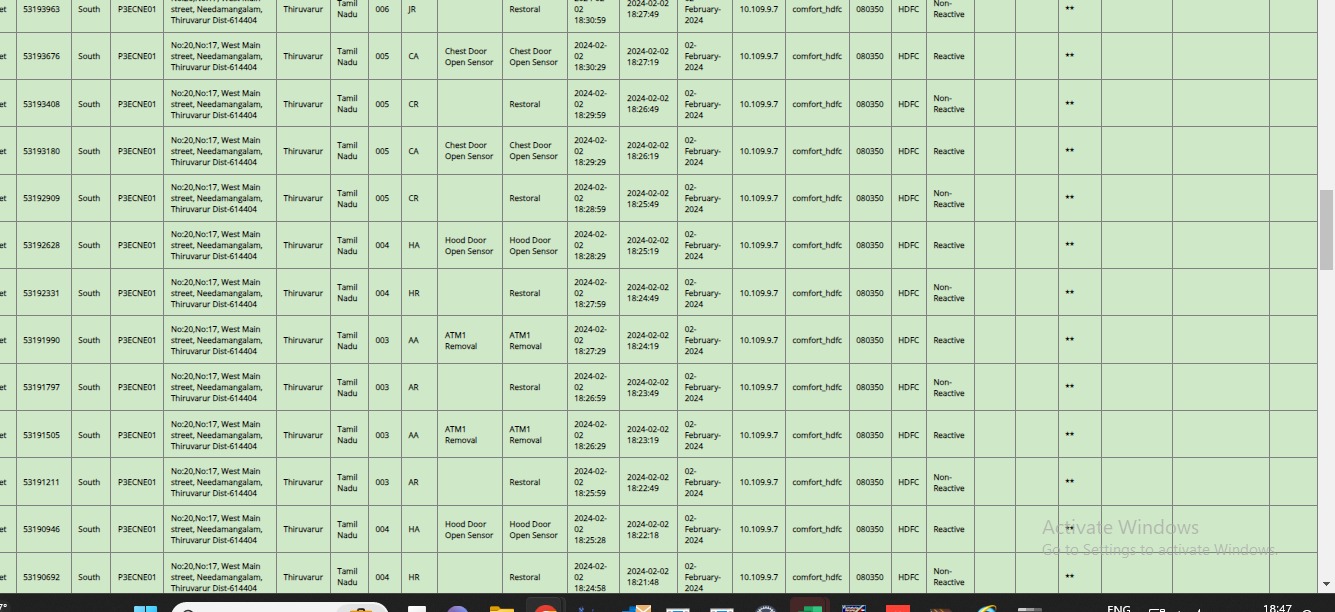 53193963 P3ECNE01 street, Needamangalam, Thiruvarur Dist-614404 Thiruvarur Tamil Nadu 006 JR Restoral 02 18:30:59 2024-02-02 18:27:49 February-2024 10.109.9.7 comfort_hdfc 080350 HDFC Non-Reactive **
et 53193676 South P3ECNE01 No:20,No:17, West Main street, Needamangalam, Thiruvarur Dist-614404 Thiruvarur Tamil Nadu 005 CA Chest Door Open Sensor Chest Door Open Sensor 2024-02-02 18:30:29 2024-02-02 18:27:19 02-February-2024 10.109.9.7 comfort_hdfc 080350 HDFC Reactive **
et 53193408 South P3ECNE01 No:20,No:17, West Main street, Needamangalam, Thiruvarur Dist-614404 Thiruvarur Tamil Nadu 005 CR Restoral 2024-02-02 18:29:59 2024-02-02 18:26:49 02-February-2024 10.109.9.7 comfort_hdfc 080350 HDFC Non-Reactive **
et 53193180 South P3ECNE01 No:20,No:17, West Main street, Needamangalam, Thiruvarur Dist-614404 Thiruvarur Tamil Nadu 005 CA Chest Door Open Sensor Chest Door Open Sensor 2024-02-02 18:29:29 2024-02-02 18:26:19 02-February-2024 10.109.9.7 comfort_hdfc 080350 HDFC Reactive **
et 53192909 South P3ECNE01 No:20,No:17, West Main street, Needamangalam, Thiruvarur Dist-614404 Thiruvarur Tamil Nadu 005 CR Restoral 2024-02-02 18:28:59 2024-02-02 18:25:49 02-February-2024 10.109.9.7 comfort_hdfc 080350 HDFC Non-Reactive **
et 53192628 South P3ECNE01 No:20,No:17, West Main street, Needamangalam, Thiruvarur Dist-614404 Thiruvarur Tamil Nadu 004 HA Hood Door Open Sensor Hood Door Open Sensor 2024-02-02 18:28:29 2024-02-02 18:25:19 02-February-2024 10.109.9.7 comfort_hdfc 080350 HDFC Reactive **
et 53192331 South P3ECNE01 No:20,No:17, West Main street, Needamangalam, Thiruvarur Dist-614404 Thiruvarur Tamil Nadu 004 HR Restoral 2024-02-02 18:27:59 2024-02-02 18:24:49 02-February-2024 10.109.9.7 comfort_hdfc 080350 HDFC Non-Reactive **
et 53191990 South P3ECNE01 No:20,No:17, West Main street, Needamangalam, Thiruvarur Dist-614404 Thiruvarur Tamil Nadu 003 AA ATM1 Removal ATM1 Removal 2024-02-02 18:27:29 2024-02-02 18:24:19 02-February-2024 10.109.9.7 comfort_hdfc 080350 HDFC Reactive **
et 53191797 South P3ECNE01 No:20,No:17, West Main street, Needamangalam, Thiruvarur Dist-614404 Thiruvarur Tamil Nadu 003 AR Restoral 2024-02-02 18:26:59 2024-02-02 18:23:49 02-February-2024 10.109.9.7 comfort_hdfc 080350 HDFC Non-Reactive **
et 53191505 South P3ECNE01 No:20,No:17, West Main street, Needamangalam, Thiruvarur Dist-614404 Thiruvarur Tamil Nadu 003 AA ATM1 Removal ATM1 Removal 2024-02-02 18:26:29 2024-02-02 18:23:19 02-February-2024 10.109.9.7 comfort_hdfc 080350 HDFC Reactive **
et 53191211 South P3ECNE01 No:20,No:17, West Main street, Needamangalam, Thiruvarur Dist-614404 Thiruvarur Tamil Nadu 003 AR Restoral 2024-02-02 18:25:59 2024-02-02 18:22:49 02-February-2024 10.109.9.7 comfort_hdfc 080350 HDFC Non-Reactive **
et 53190946 South P3ECNE01 No:20,No:17, West Main street, Needamangalam, Thiruvarur Dist-614404 Thiruvarur Tamil Nadu 004 HA Hood Door Open Sensor Hood Door Open Sensor 2024-02-02 18:25:28 2024-02-02 18:22:18 02-February-2024 10.109.9.7 comfort_hdfc 080350 HDFC Reactive **
et 53190692 South P3ECNE01 No:20,No:17, West Main street, Needamangalam, Thiruvarur Dist-614404 Thiruvarur Tamil Nadu 004 HR Restoral 2024-02-02 18:24:58 2024-02-02 18:21:48 02-February-2024 10.109.9.7 comfort_hdfc 080350 HDFC Non-Reactive **
Activate Windows
Go to Settings to activate Windows.
ENG 18:47